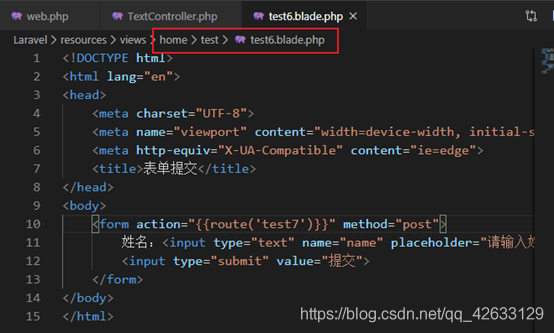 web.php TextController.php test6.blade.php ×
Laravel > resources > views > home > test > test6.blade.php
1 <!DOCTYPE html>
2 <html lang="en">
3 <head>
4 <meta charset="UTF-8">
5 <meta name="viewport" content="width=device-width, initial-s
6 <meta http-equiv="X-UA-Compatible" content="ie=edge">
7 <title>表单提交</title>
8 </head>
9 <body>
10 <form action="{{route('test7')}}" method="post">
11 姓名：<input type="text" name="name" placeholder="请输入姓
12 <input type="submit" value="提交">
13 </form>
14 </body>
15 </html>
https://blog.csdn.net/qq_42633129